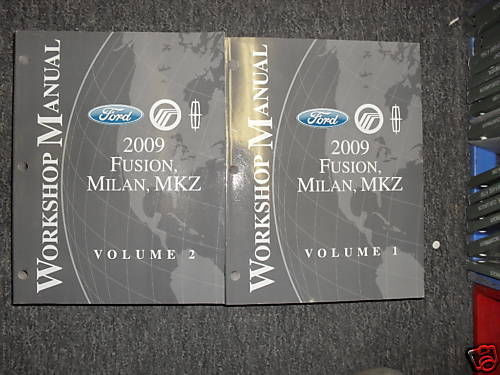 WORKSHOP MANUAL
Ford
2009
FUSION,
MILAN, MKZ
VOLUME 2
WORKSHOP MANUAL
Ford
2009
FUSION,
MILAN, MKZ
VOLUME 1